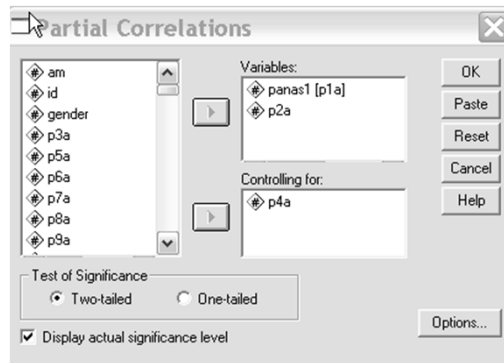 Partial Correlations
am
id
gender
p3a
p5a
p6a
p7a
p8a
p9a
Variables:
panas1 [p1a]
p2a
Controlling for:
p4a
OK
Paste
Reset
Cancel
Help
Test of Significance
Two-tailed
One-tailed
Display actual significance level
Options...